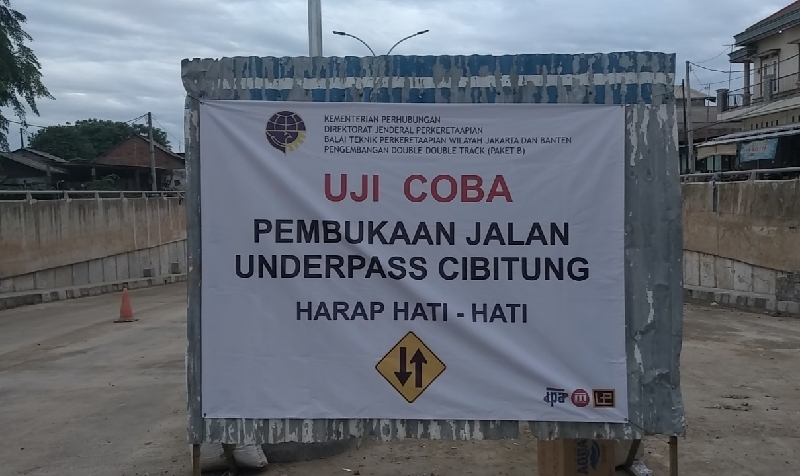 KEMENTERIAN PERHUBUNGAN
DIREKTORAT JENDERAL PERKERETAAPIAN
BALAI TEKNIK PERKERETAAPIAN WILAYAH JAKARTA DAN BANTEN
PENGEMBANGAN DOUBLE DOUBLE TRACK (PAKET B)
UJI COBA
PEMBUKAAN JALAN
UNDERPASS CIBITUNG
HARAP HATI - HATI
AQUA